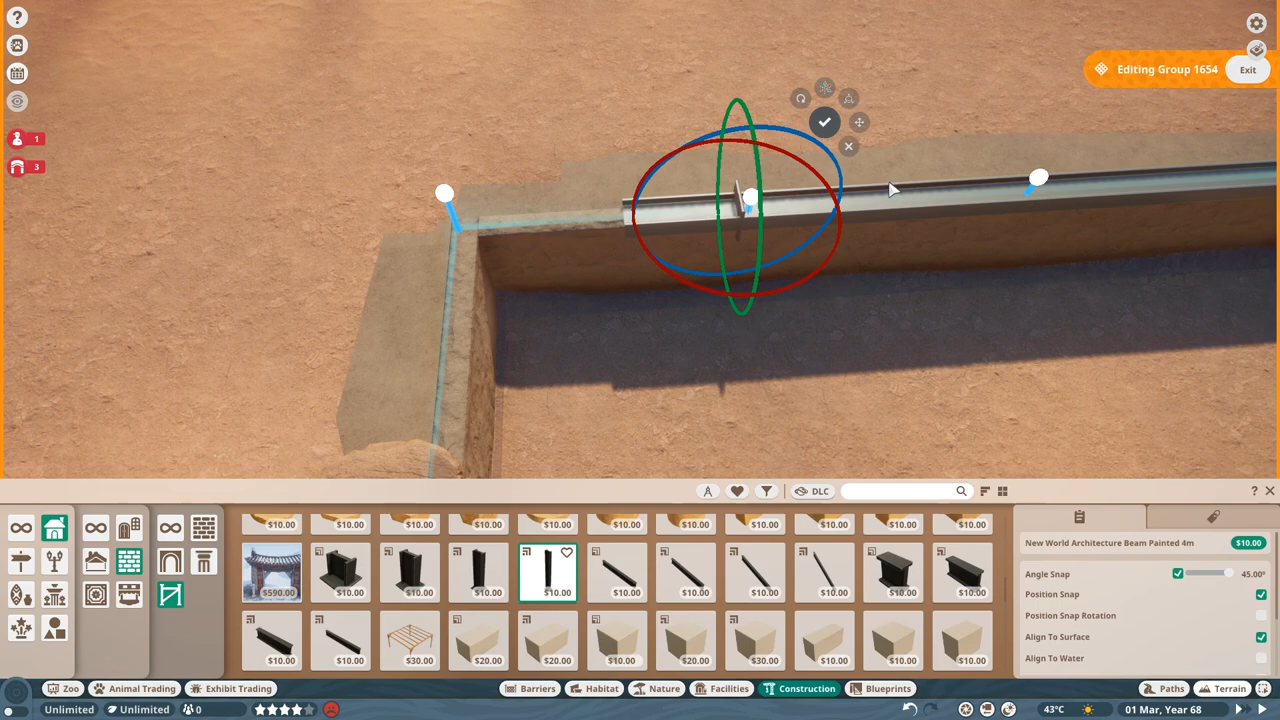 Editing Group 1654
Exit
1
3
DLC
$10.00 $10.00 $10.00 $10.00 $10.00 $10.00 $10.00 $10.00 $10.00 $10.00 $10.00
$590.00 $10.00 $10.00 $10.00 $10.00 $10.00 $10.00 $10.00 $10.00 $10.00 $10.00
$10.00 $10.00 $30.00 $20.00 $20.00 $10.00 $20.00 $30.00 $10.00 $10.00 $10.00
New World Architecture Beam Painted 4m $10.00
Angle Snap 45.00°
Position Snap
Position Snap Rotation
Align To Surface
Align To Water
Zoo Animal Trading Exhibit Trading Barriers Habitat Nature Facilities Construction Blueprints Paths Terrain
Unlimited Unlimited 0 43°C 01 Mar, Year 68